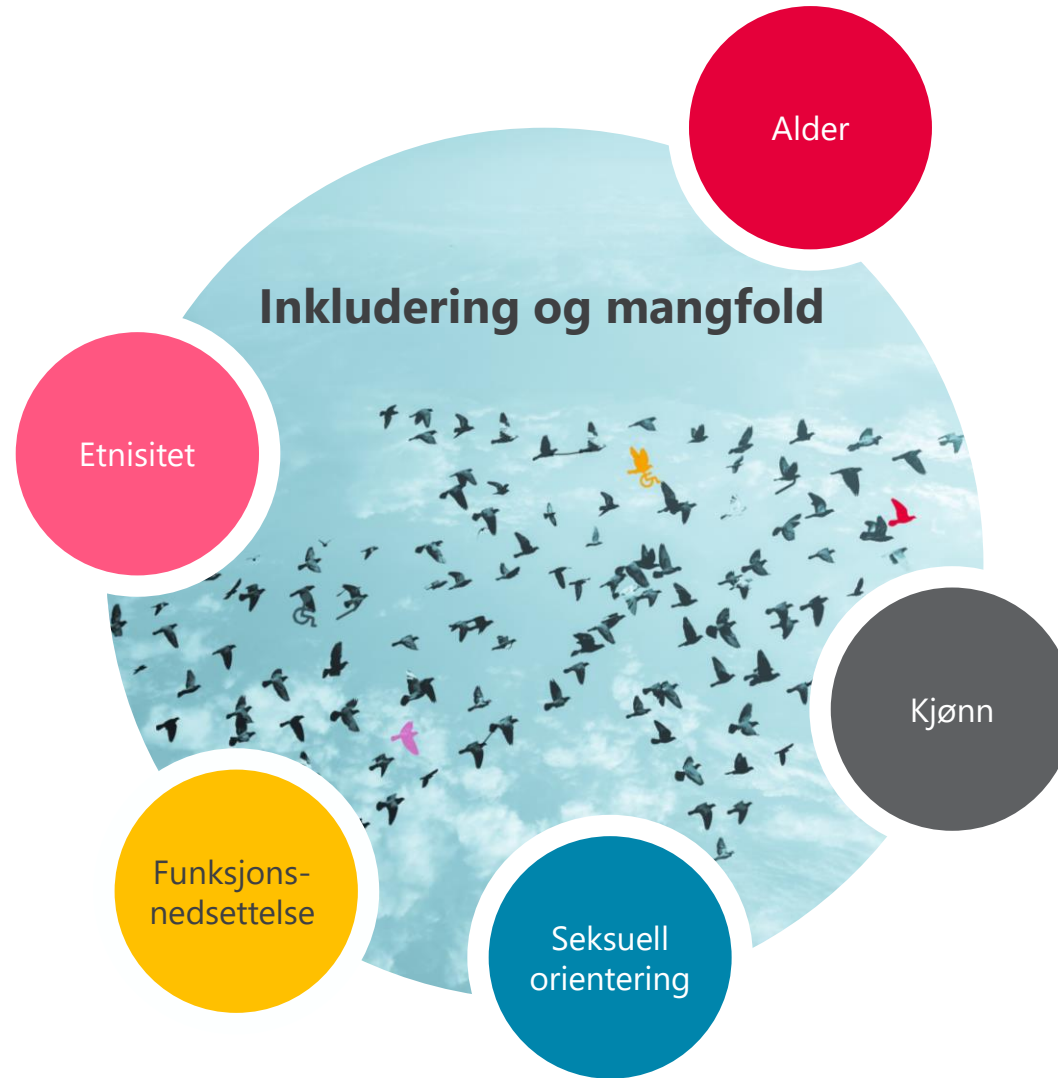 Alder
Inkludering og mangfold
Etnisitet
Kjønn
Funksjons-
nedsettelse
Seksuell
orientering